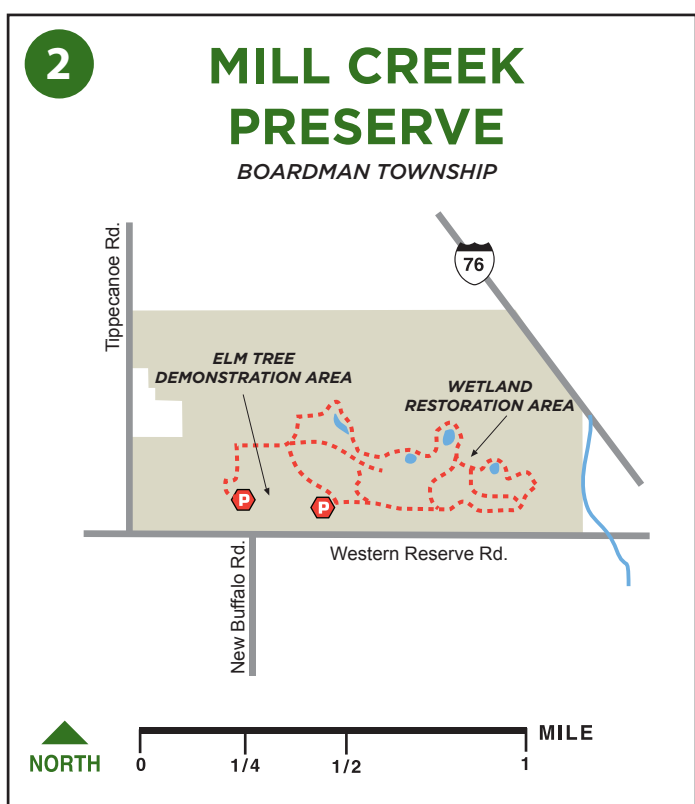 2
MILL CREEK
PRESERVE
BOARDMAN TOWNSHIP
Tippecanoe Rd.
76
ELM TREE
DEMONSTRATION AREA
WETLAND
RESTORATION AREA
P
P
Western Reserve Rd.
New Buffalo Rd.
NORTH
MILE
0
1/4
1/2
1